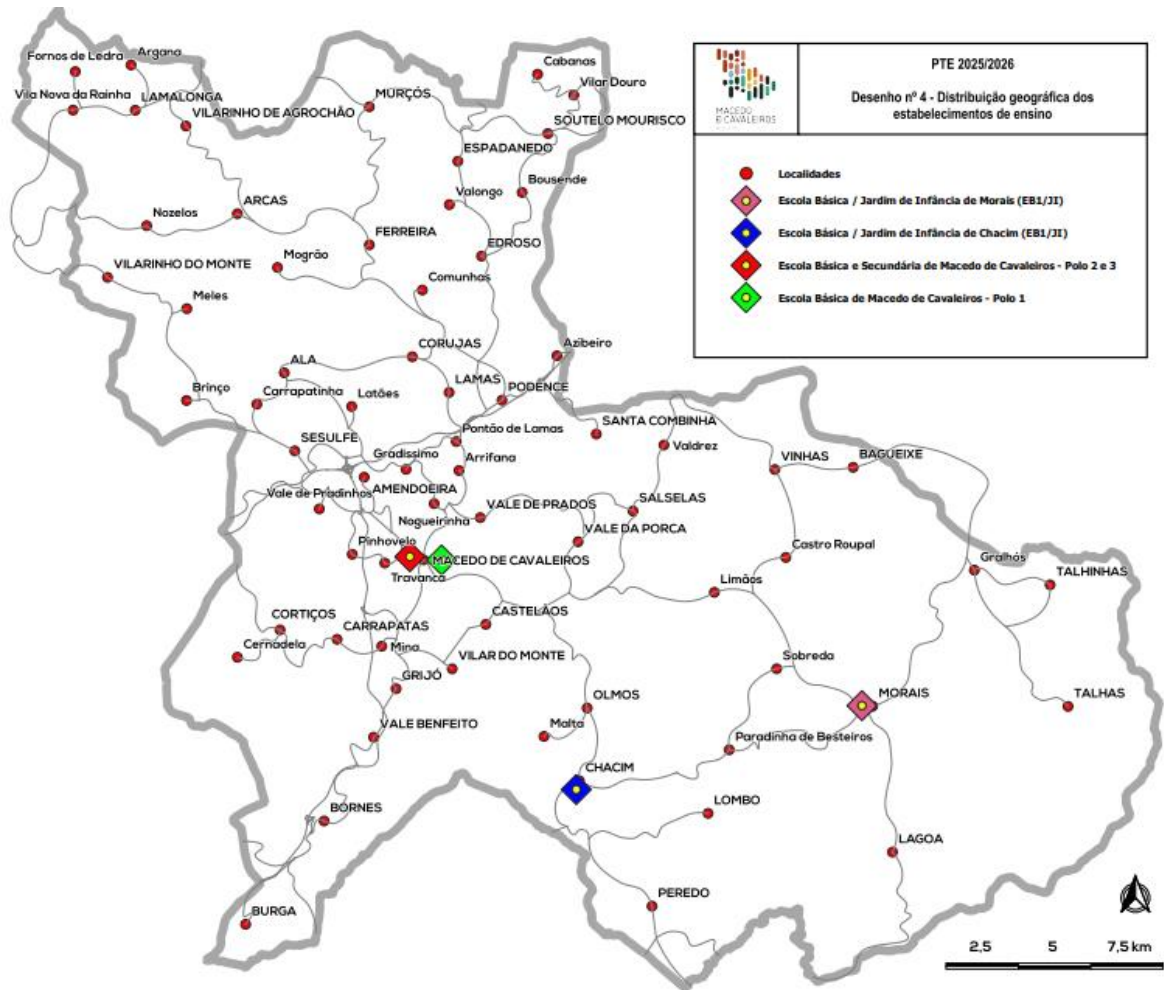 MACEDO
E CAVALEIROS
PTE 2025/2026
Desenho nº 4 - Distribuição geográfica dos
estabelecimentos de ensino
Localidades
Escola Básica / Jardim de Infância de Morais (EB1/JI)
Escola Básica / Jardim de Infância de Chacim (EB1/JI)
Escola Básica e Secundária de Macedo de Cavaleiros - Polo 2 e 3
Escola Básica de Macedo de Cavaleiros - Polo 1
Fornos de Ledra
Argana
Cabanas
Vilar Douro
Vila Nova da Rainha
LAMALONGA
MURÇÓS
VILARINHO DE AGROCHÃO
SOUTELO MOURISCO
ESPADANEDO
Bousende
Valongo
Nozelos
ARCAS
FERREIRA
EDROSO
Mogrão
VILARINHO DO MONTE
Comunhas
Meles
Azibeiro
CORUJAS
ALA
LAMAS
PODENCE
Brinço
Carrapatinha
Latães
SANTA COMBINHA
Pontão de Lamas
Valdrez
SESULFE
Gradíssimo
Arrifana
VINHAS
BAGUEIXE
AMENDOEIRA
Vale de Pradinhos
SALSELAS
Nogueirinha
VALE DE PRADOS
VALE DA PORCA
Pinhovelo
MACEDO DE CAVALEIROS
Castro Roupal
Gralhós
Travanca
Limãos
TALHINHAS
CORTIÇOS
CASTELÃOS
CARRAPATAS
Cernadela
Mina
VILAR DO MONTE
Sobreda
GRIJÓ
OLMOS
MORAIS
TALHAS
VALE BENFEITO
Malta
Paradinha de Besteiros
CHACIM
BORNES
LOMBO
LAGOA
PEREDO
BURGA
2,5 5 7,5 km